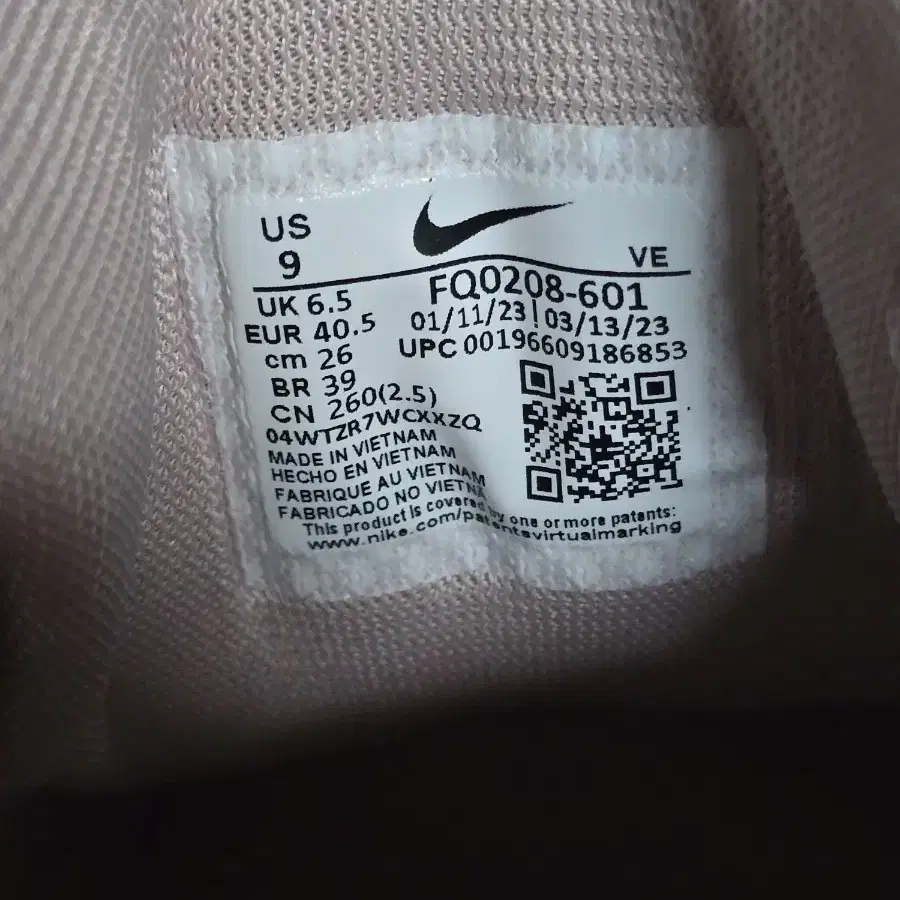 US
9
VE
UK 6.5
EUR 40.5
cm 26
BR 39
CN 260(2.5)
FQ0208-601
01/11/23 03/13/23
UPC 00196609186853
04WTZR7WCXXZQ
MADE IN VIETNAM
HECHO EN VIETNAM
FABRIQUE AU VIETNAM
FABRICADO NO VIETNA
This product is covered by one or more patents:
www.nike.com/patentsvirtualmarking